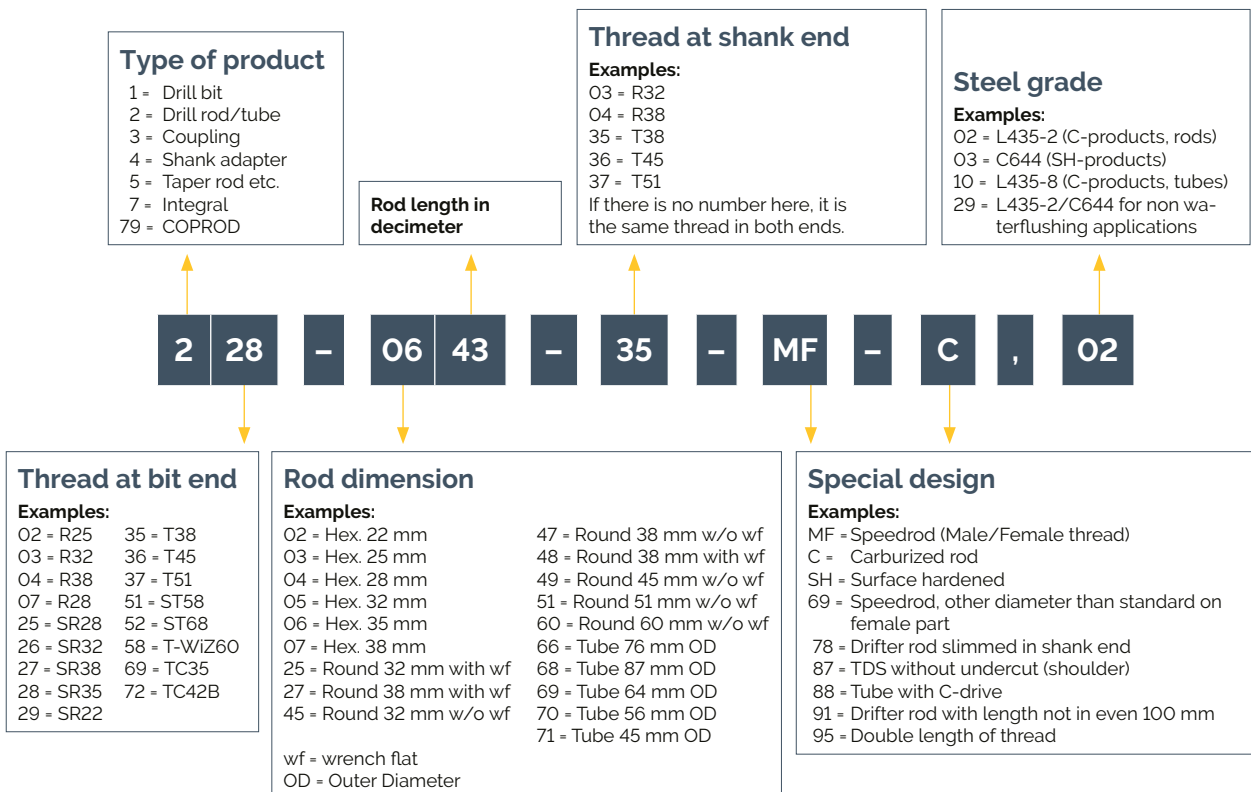 Type of product
1 = Drill bit
2 = Drill rod/tube
3 = Coupling
4 = Shank adapter
5 = Taper rod etc.
7 = Integral
79 = COPROD
Rod length in
decimeter
Thread at shank end
Examples:
03 = R32
04 = R38
35 = T38
36 = T45
37 = T51
If there is no number here, it is
the same thread in both ends.
Steel grade
Examples:
02 = L435-2 (C-products, rods)
03 = C644 (SH-products)
10 = L435-8 (C-products, tubes)
29 = L435-2/C644 for non wa-
terflushing applications
2 28 – 06 43 – 35 – MF – C , 02
Thread at bit end
Examples:
02 = R25
03 = R32
04 = R38
07 = R28
25 = SR28
26 = SR32
27 = SR38
28 = SR35
29 = SR22
35 = T38
36 = T45
37 = T51
51 = ST58
52 = ST68
58 = T-WiZ60
69 = TC35
72 = TC42B
Rod dimension
Examples:
02 = Hex. 22 mm
03 = Hex. 25 mm
04 = Hex. 28 mm
05 = Hex. 32 mm
06 = Hex. 35 mm
07 = Hex. 38 mm
25 = Round 32 mm with wf
27 = Round 38 mm with wf
45 = Round 32 mm w/o wf
47 = Round 38 mm w/o wf
48 = Round 38 mm with wf
49 = Round 45 mm w/o wf
51 = Round 51 mm w/o wf
60 = Round 60 mm w/o wf
66 = Tube 76 mm OD
68 = Tube 87 mm OD
69 = Tube 64 mm OD
70 = Tube 56 mm OD
71 = Tube 45 mm OD
wf = wrench flat
OD = Outer Diameter
Special design
Examples:
MF = Speedrod (Male/Female thread)
C = Carburized rod
SH = Surface hardened
69 = Speedrod, other diameter than standard on
female part
78 = Drifter rod slimmed in shank end
87 = TDS without undercut (shoulder)
88 = Tube with C-drive
91 = Drifter rod with length not in even 100 mm
95 = Double length of thread